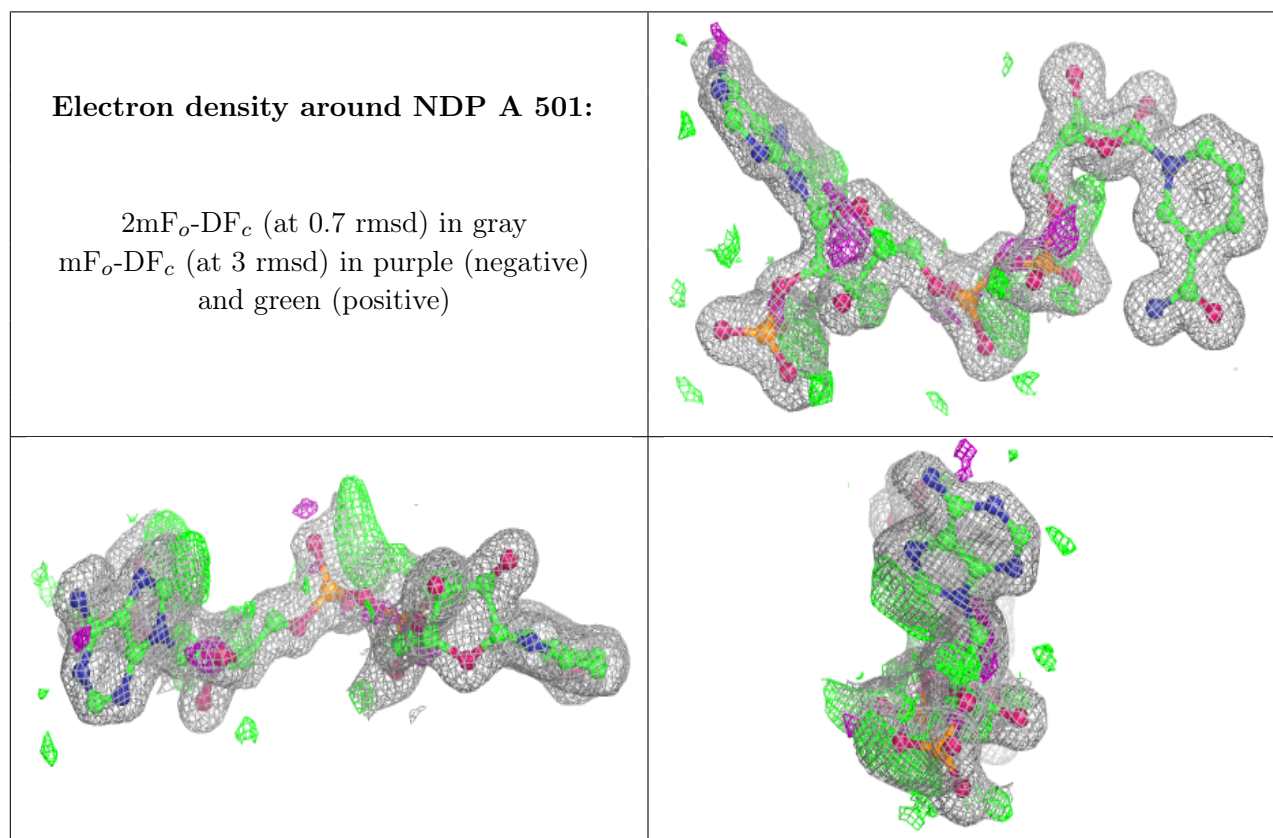 Electron density around NDP A 501:
2mFo-DFc (at 0.7 rmsd) in gray
mFo-DFc (at 3 rmsd) in purple (negative)
and green (positive)